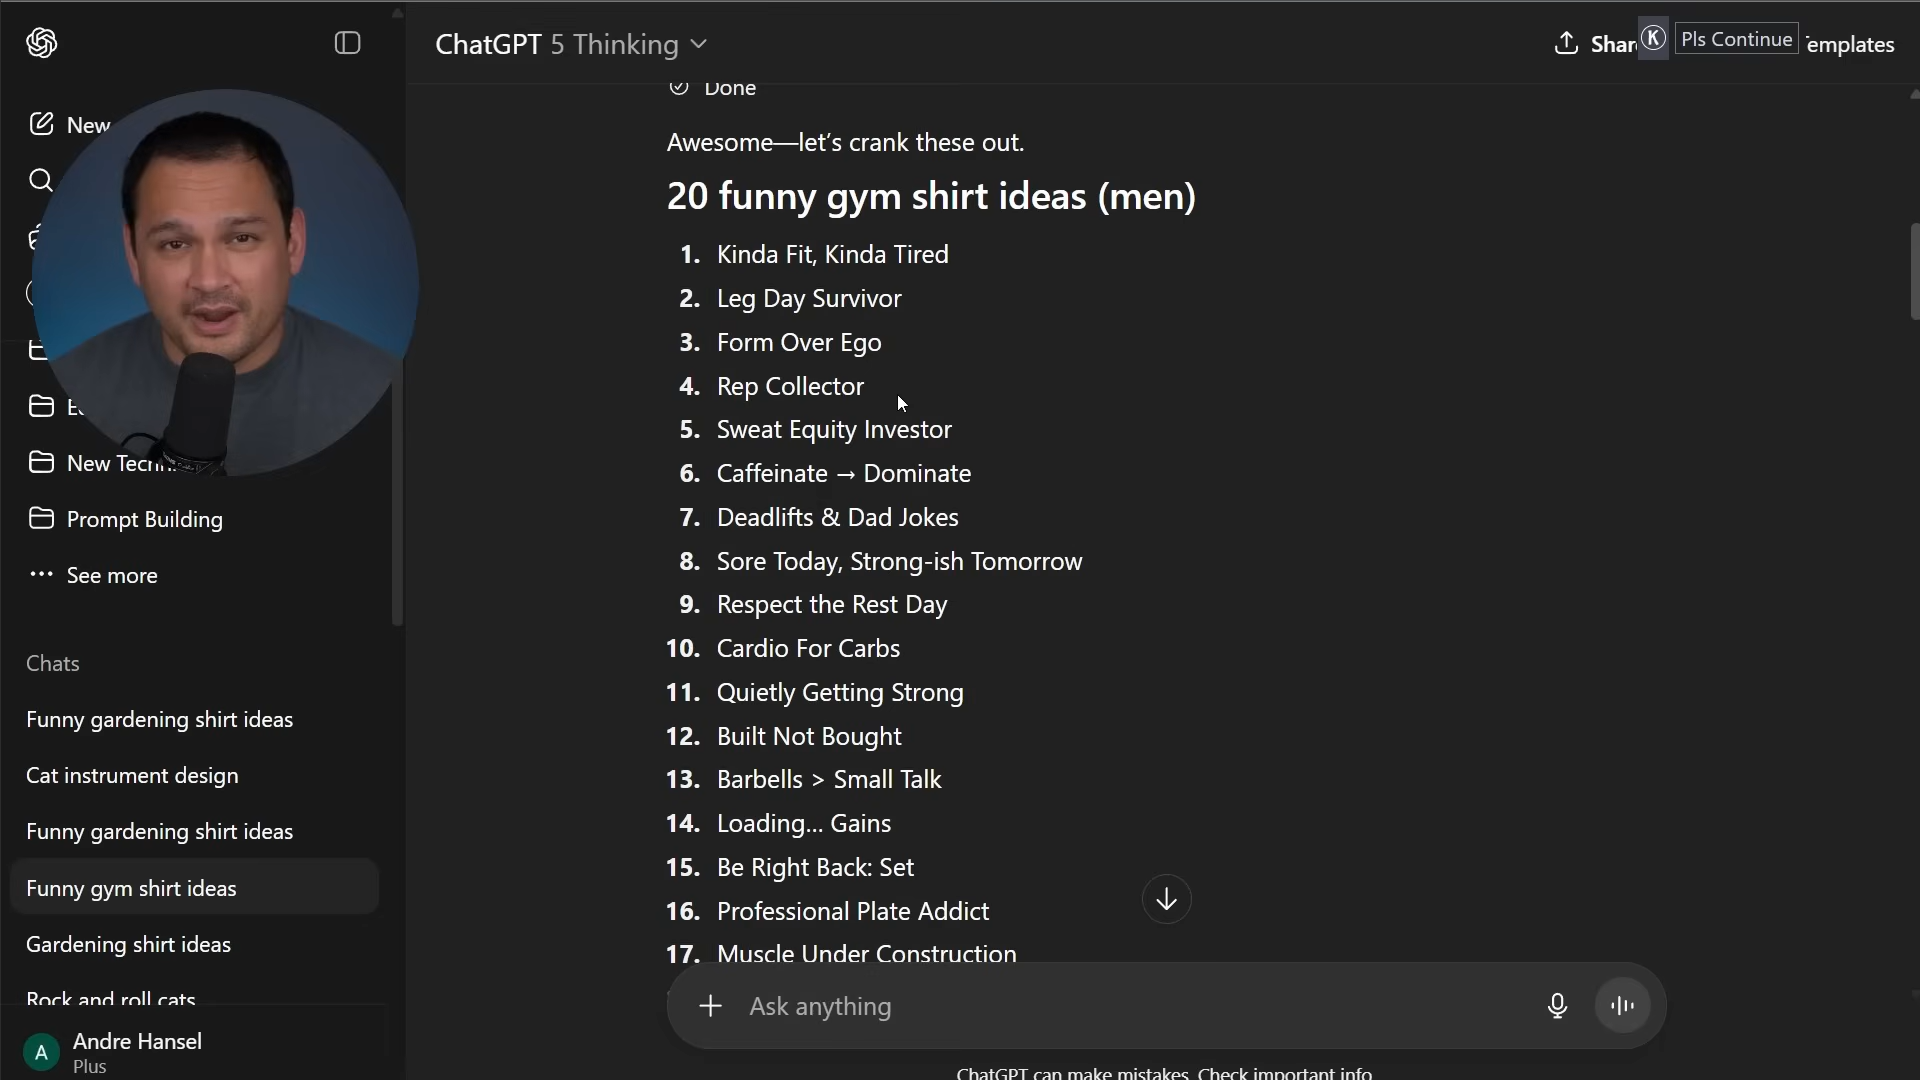 ChatGPT 5 Thinking
Pls Continue
Done
New
Awesome—let's crank these out.
20 funny gym shirt ideas (men)
1. Kinda Fit, Kinda Tired
2. Leg Day Survivor
3. Form Over Ego
4. Rep Collector
5. Sweat Equity Investor
6. Caffeinate → Dominate
7. Deadlifts & Dad Jokes
8. Sore Today, Strong-ish Tomorrow
9. Respect the Rest Day
10. Cardio For Carbs
11. Quietly Getting Strong
12. Built Not Bought
13. Barbells > Small Talk
14. Loading... Gains
15. Be Right Back: Set
16. Professional Plate Addict
17. Muscle Under Construction
New
Prompt Building
See more
Chats
Funny gardening shirt ideas
Cat instrument design
Funny gardening shirt ideas
Funny gym shirt ideas
Gardening shirt ideas
Rock and roll cats
A
Andre Hansel
Plus
Ask anything
ChatGPT can make mistakes. Check important info.